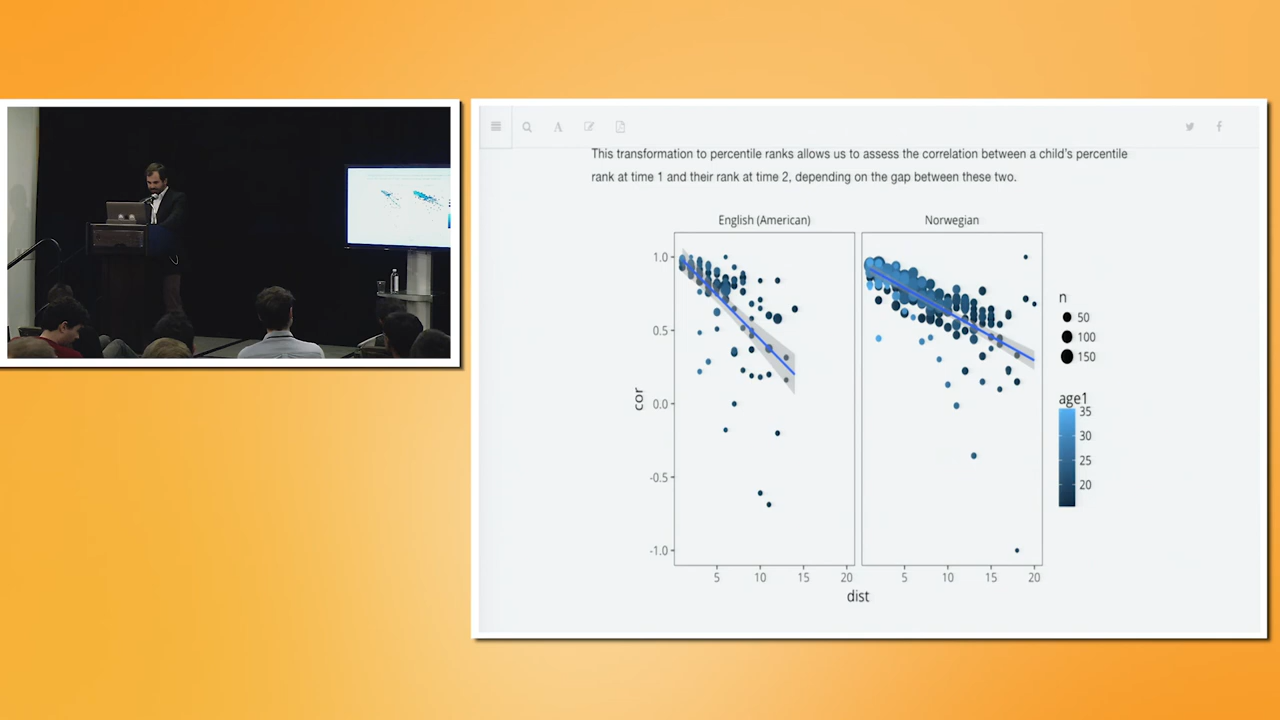 This transformation to percentile ranks allows us to assess the correlation between a child's percentile
rank at time 1 and their rank at time 2, depending on the gap between these two.
English (American)
Norwegian
1.0
0.5
0.0
-0.5
-1.0
cor
5
10
15
20
5
10
15
20
dist
n
50
100
150
age1
35
30
25
20